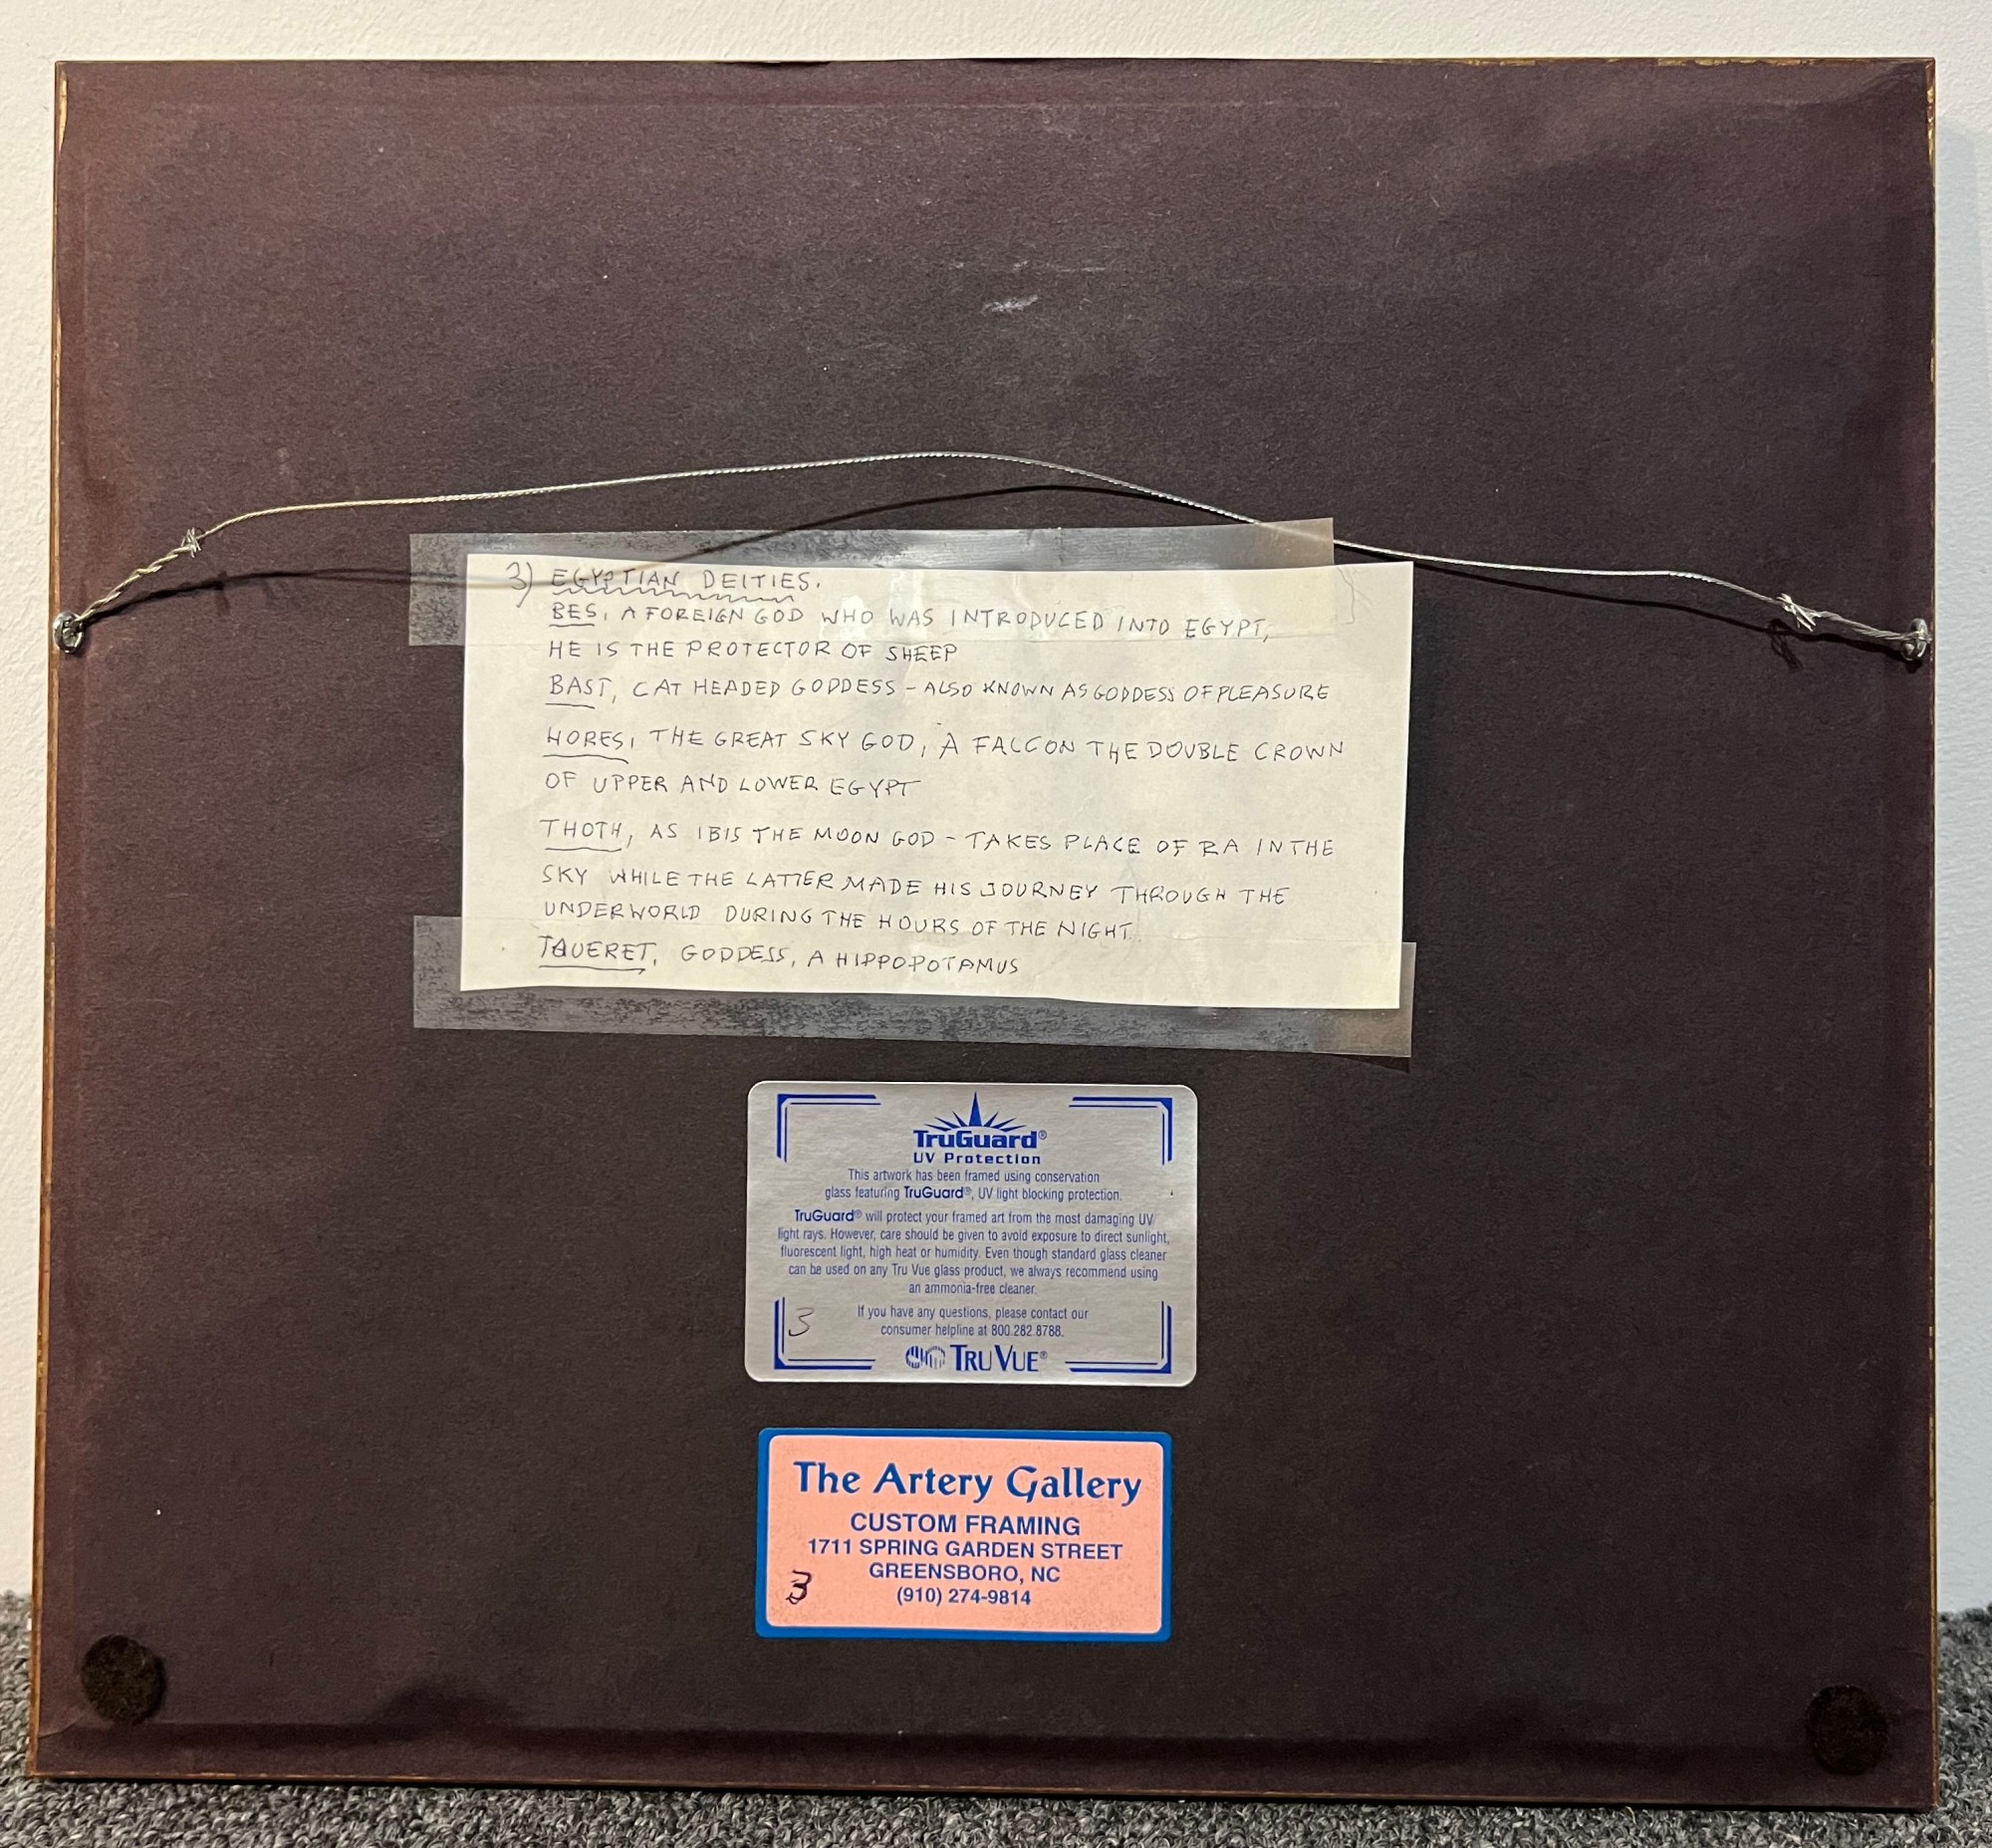 3) EGYPTIAN DEITIES.
BES, A FOREIGN GOD WHO WAS INTRODUCED INTO EGYPT,
HE IS THE PROTECTOR OF SHEEP
BAST, CAT HEADED GODDESS - ALSO KNOWN AS GODDESS OF PLEASURE
HORES, THE GREAT SKY GOD, A FALCON THE DOUBLE CROWN
OF UPPER AND LOWER EGYPT
THOTH, AS IBIS THE MOON GOD - TAKES PLACE OF RA IN THE
SKY WHILE THE LATTER MADE HIS JOURNEY THROUGH THE
UNDERWORLD DURING THE HOURS OF THE NIGHT.
TAUERET, GODDESS, A HIPPOPOTAMUS
TruGuard®
UV Protection
This artwork has been framed using conservation
glass featuring TruGuard®, UV light blocking protection.
TruGuard® will protect your framed art from the most damaging UV
light rays. However, care should be given to avoid exposure to direct sunlight,
fluorescent light, high heat or humidity. Even though standard glass cleaner
can be used on any Tru Vue glass product, we always recommend using
an ammonia-free cleaner.
If you have any questions, please contact our
consumer helpline at 800.282.8788.
3
TRU VUE®
The Artery Gallery
CUSTOM FRAMING
1711 SPRING GARDEN STREET
GREENSBORO, NC
(910) 274-9814
3